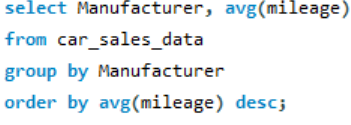 select Manufacturer, avg(mileage)
from car_sales_data
group by Manufacturer
order by avg(mileage) desc;